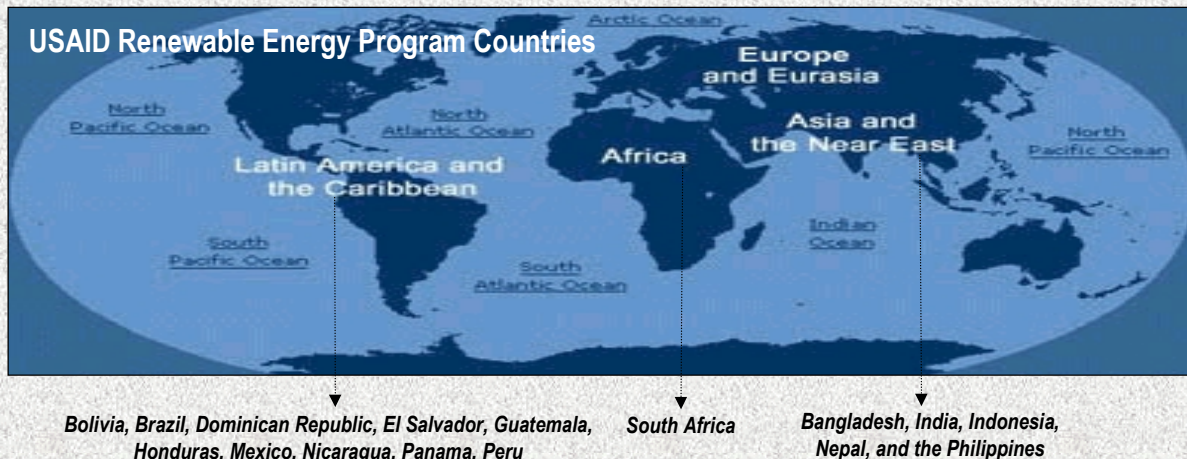 Arctic Ocean
USAID Renewable Energy Program Countries
Europe
and Eurasia
North
Pacific Ocean
North
Atlantic Ocean
Asia and
the Near East
North
Pacific Ocean
Latin America and
the Caribbean
Africa
South
Pacific Ocean
South
Atlantic Ocean
Indian
Ocean
Bolivia, Brazil, Dominican Republic, El Salvador, Guatemala,
Honduras, Mexico, Nicaragua, Panama, Peru
South Africa
Bangladesh, India, Indonesia,
Nepal, and the Philippines